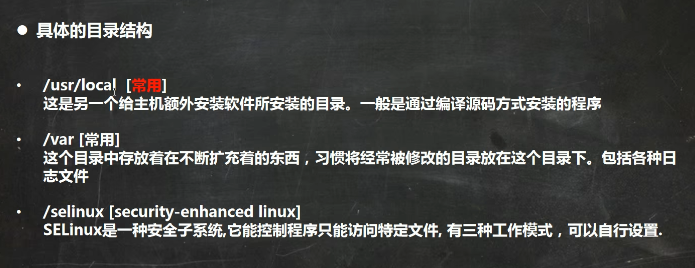 ● 具体的目录结构
• /usr/local [常用]
这是另一个给主机额外安装软件所安装的目录。一般是通过编译源码方式安装的程序
• /var [常用]
这个目录中存放着在不断扩充着的东西，习惯将经常被修改的目录放在这个目录下。包括各种日
志文件
• /selinux [security-enhanced linux]
SELinux是一种安全子系统,它能控制程序只能访问特定文件, 有三种工作模式，可以自行设置.